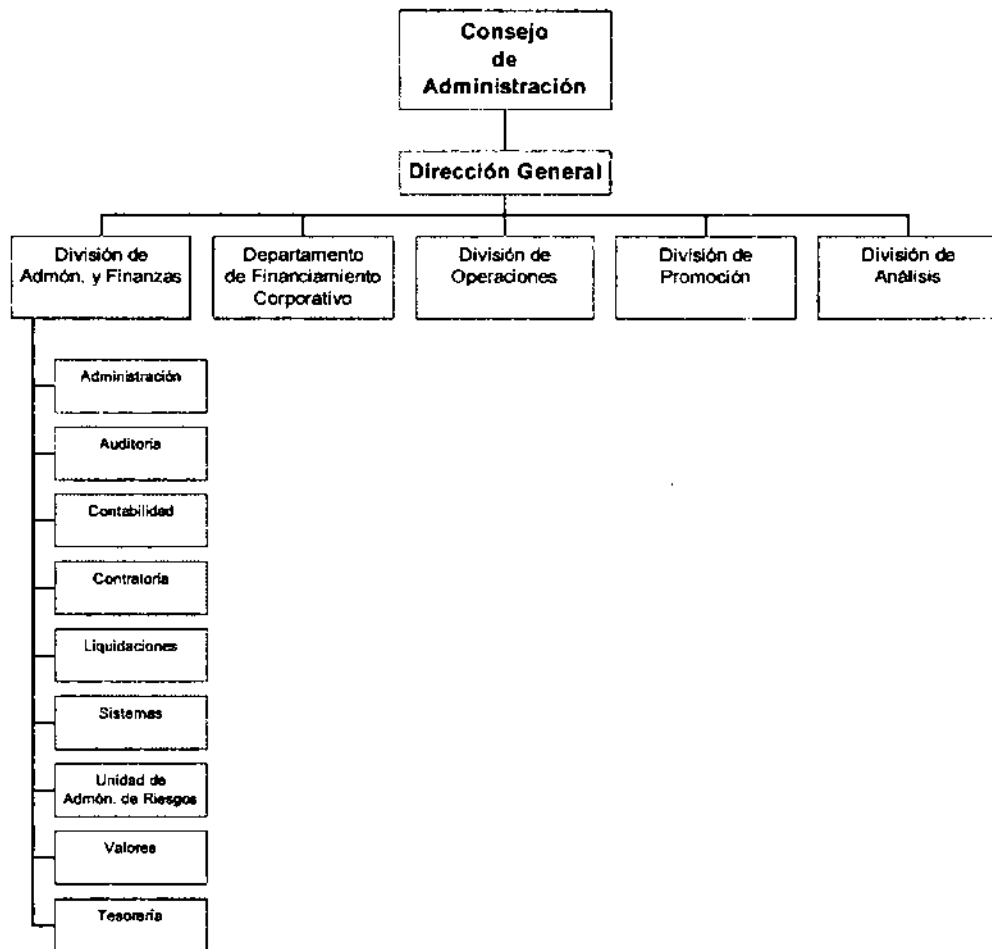 Consejo
de
Administración
Dirección General
División de
Admón. y Finanzas
Departamento
de Financiamiento
Corporativo
División de
Operaciones
División de
Promoción
División de
Análisis
Administración
Auditoría
Contabilidad
Contraloría
Liquidaciones
Sistemas
Unidad de
Admón. de Riesgos
Valores
Tesorería